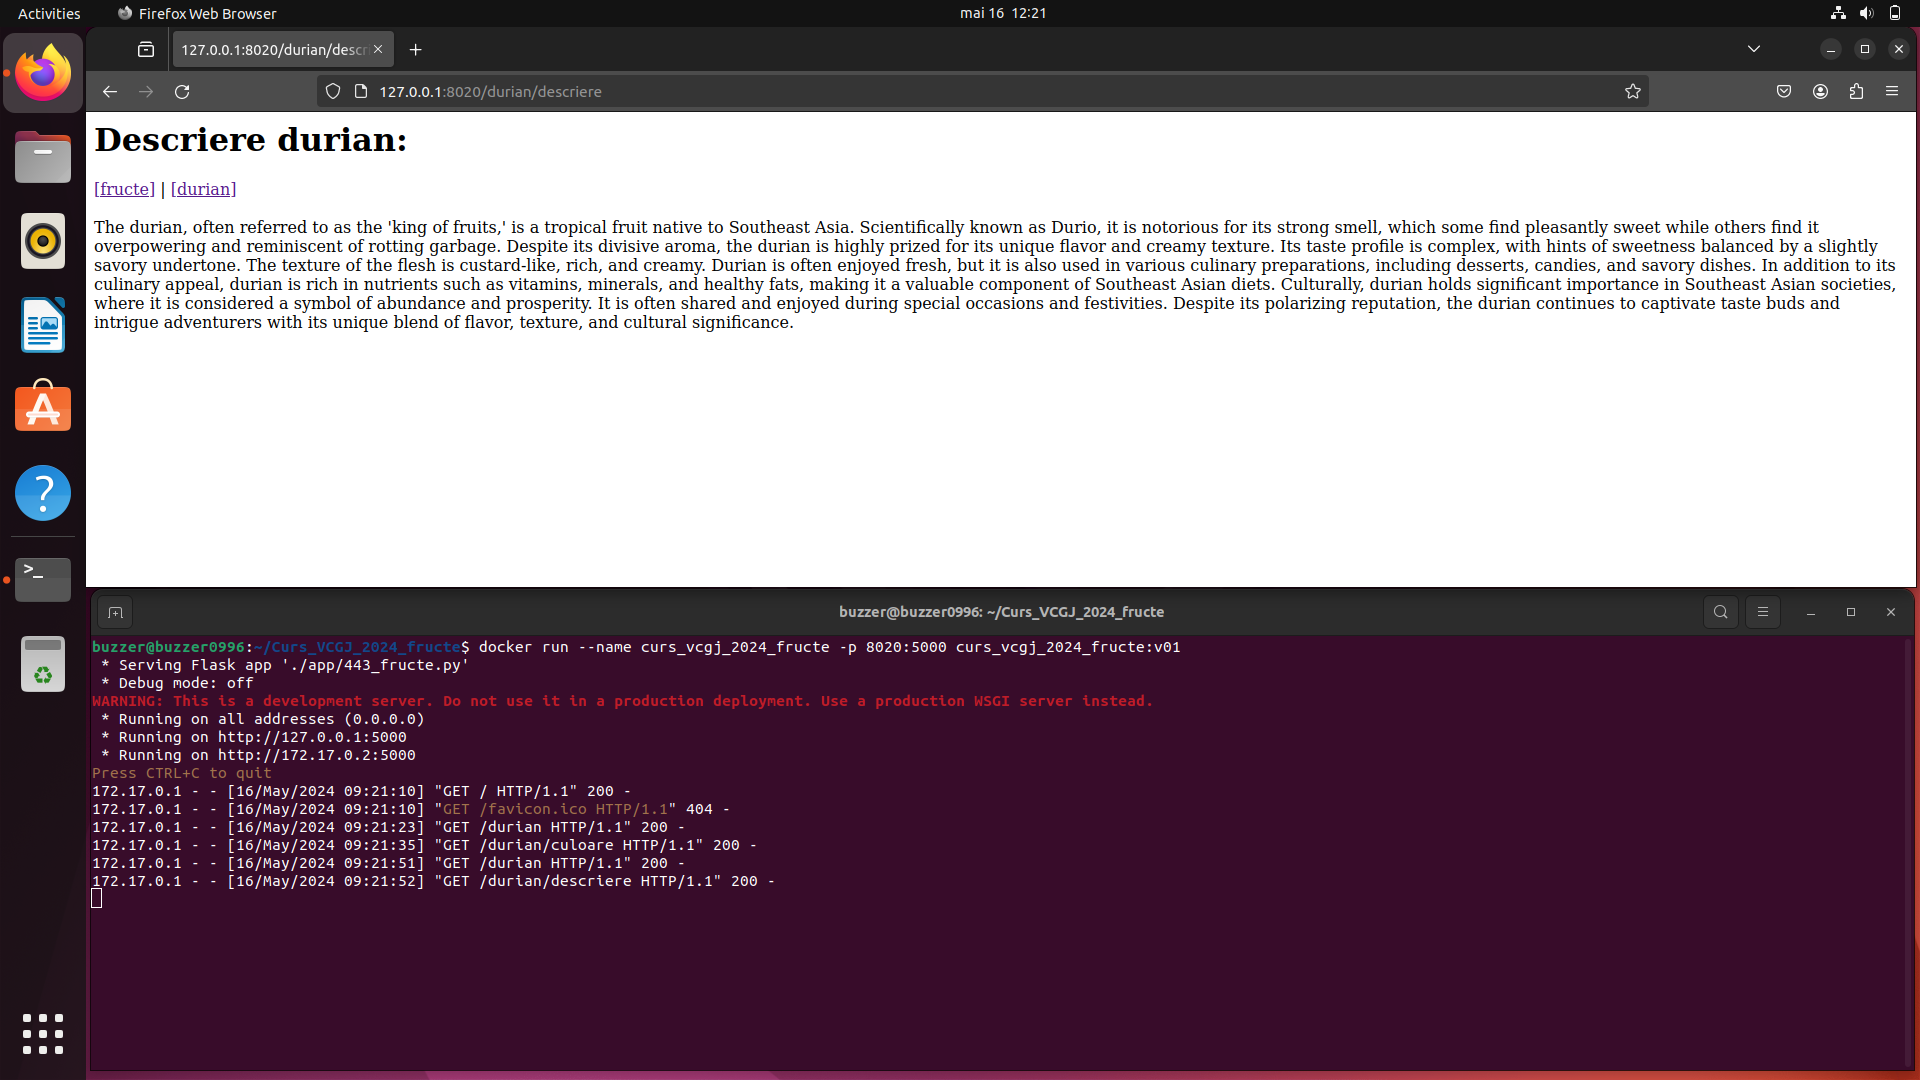 Activities
Firefox Web Browser
mai 16 12:21
127.0.0.1:8020/durian/descr
127.0.0.1:8020/durian/descriere
Descriere durian:
[fructe] | [durian]
The durian, often referred to as the 'king of fruits,' is a tropical fruit native to Southeast Asia. Scientifically known as Durio, it is notorious for its strong smell, which some find pleasantly sweet while others find it
overpowering and reminiscent of rotting garbage. Despite its divisive aroma, the durian is highly prized for its unique flavor and creamy texture. Its taste profile is complex, with hints of sweetness balanced by a slightly
savory undertone. The texture of the flesh is custard-like, rich, and creamy. Durian is often enjoyed fresh, but it is also used in various culinary preparations, including desserts, candies, and savory dishes. In addition to its
culinary appeal, durian is rich in nutrients such as vitamins, minerals, and healthy fats, making it a valuable component of Southeast Asian diets. Culturally, durian holds significant importance in Southeast Asian societies,
where it is considered a symbol of abundance and prosperity. It is often shared and enjoyed during special occasions and festivities. Despite its polarizing reputation, the durian continues to captivate taste buds and
intrigue adventurers with its unique blend of flavor, texture, and cultural significance.
buzzer@buzzer0996: ~/Curs_VCGJ_2024_fructe
buzzer@buzzer0996:~/Curs_VCGJ_2024_fructe$ docker run --name curs_vcgj_2024_fructe -p 8020:5000 curs_vcgj_2024_fructe:v01
 * Serving Flask app './app/443_fructe.py'
 * Debug mode: off
WARNING: This is a development server. Do not use it in a production deployment. Use a production WSGI server instead.
 * Running on all addresses (0.0.0.0)
 * Running on http://127.0.0.1:5000
 * Running on http://172.17.0.2:5000
Press CTRL+C to quit
172.17.0.1 - - [16/May/2024 09:21:10] "GET / HTTP/1.1" 200 -
172.17.0.1 - - [16/May/2024 09:21:10] "GET /favicon.ico HTTP/1.1" 404 -
172.17.0.1 - - [16/May/2024 09:21:23] "GET /durian HTTP/1.1" 200 -
172.17.0.1 - - [16/May/2024 09:21:35] "GET /durian/culoare HTTP/1.1" 200 -
172.17.0.1 - - [16/May/2024 09:21:51] "GET /durian HTTP/1.1" 200 -
172.17.0.1 - - [16/May/2024 09:21:52] "GET /durian/descriere HTTP/1.1" 200 -